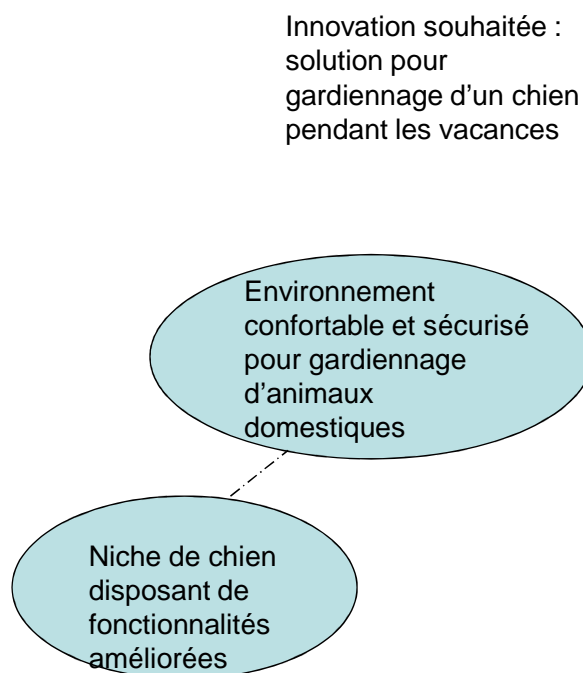 Innovation souhaitée :
solution pour
gardiennage d’un chien
pendant les vacances
Environnement
confortable et sécurisé
pour gardiennage
d’animaux
domestiques
Niche de chien
disposant de
fonctionnalités
améliorées